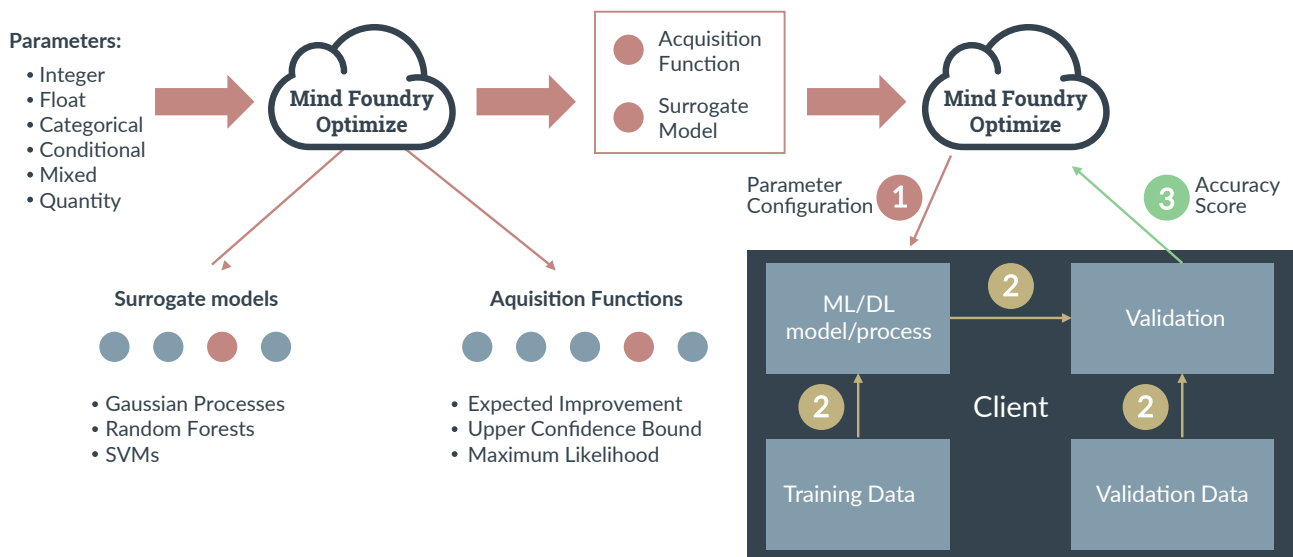 Parameters:
• Integer
• Float
• Categorical
• Conditional
• Mixed
• Quantity
Mind Foundry
Optimize
Acquisition
Function
Surrogate
Model
Mind Foundry
Optimize
Parameter
Configuration
1
3
Accuracy
Score
Surrogate models
• Gaussian Processes
• Random Forests
• SVMs
Aquisition Functions
• Expected Improvement
• Upper Confidence Bound
• Maximum Likelihood
ML/DL
model/process
2
Validation
2
Client
2
Training Data
Validation Data